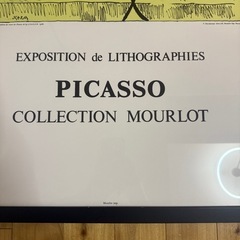 EXPOSITION de LITHOGRAPHIES
PICASSO
COLLECTION MOURLOT